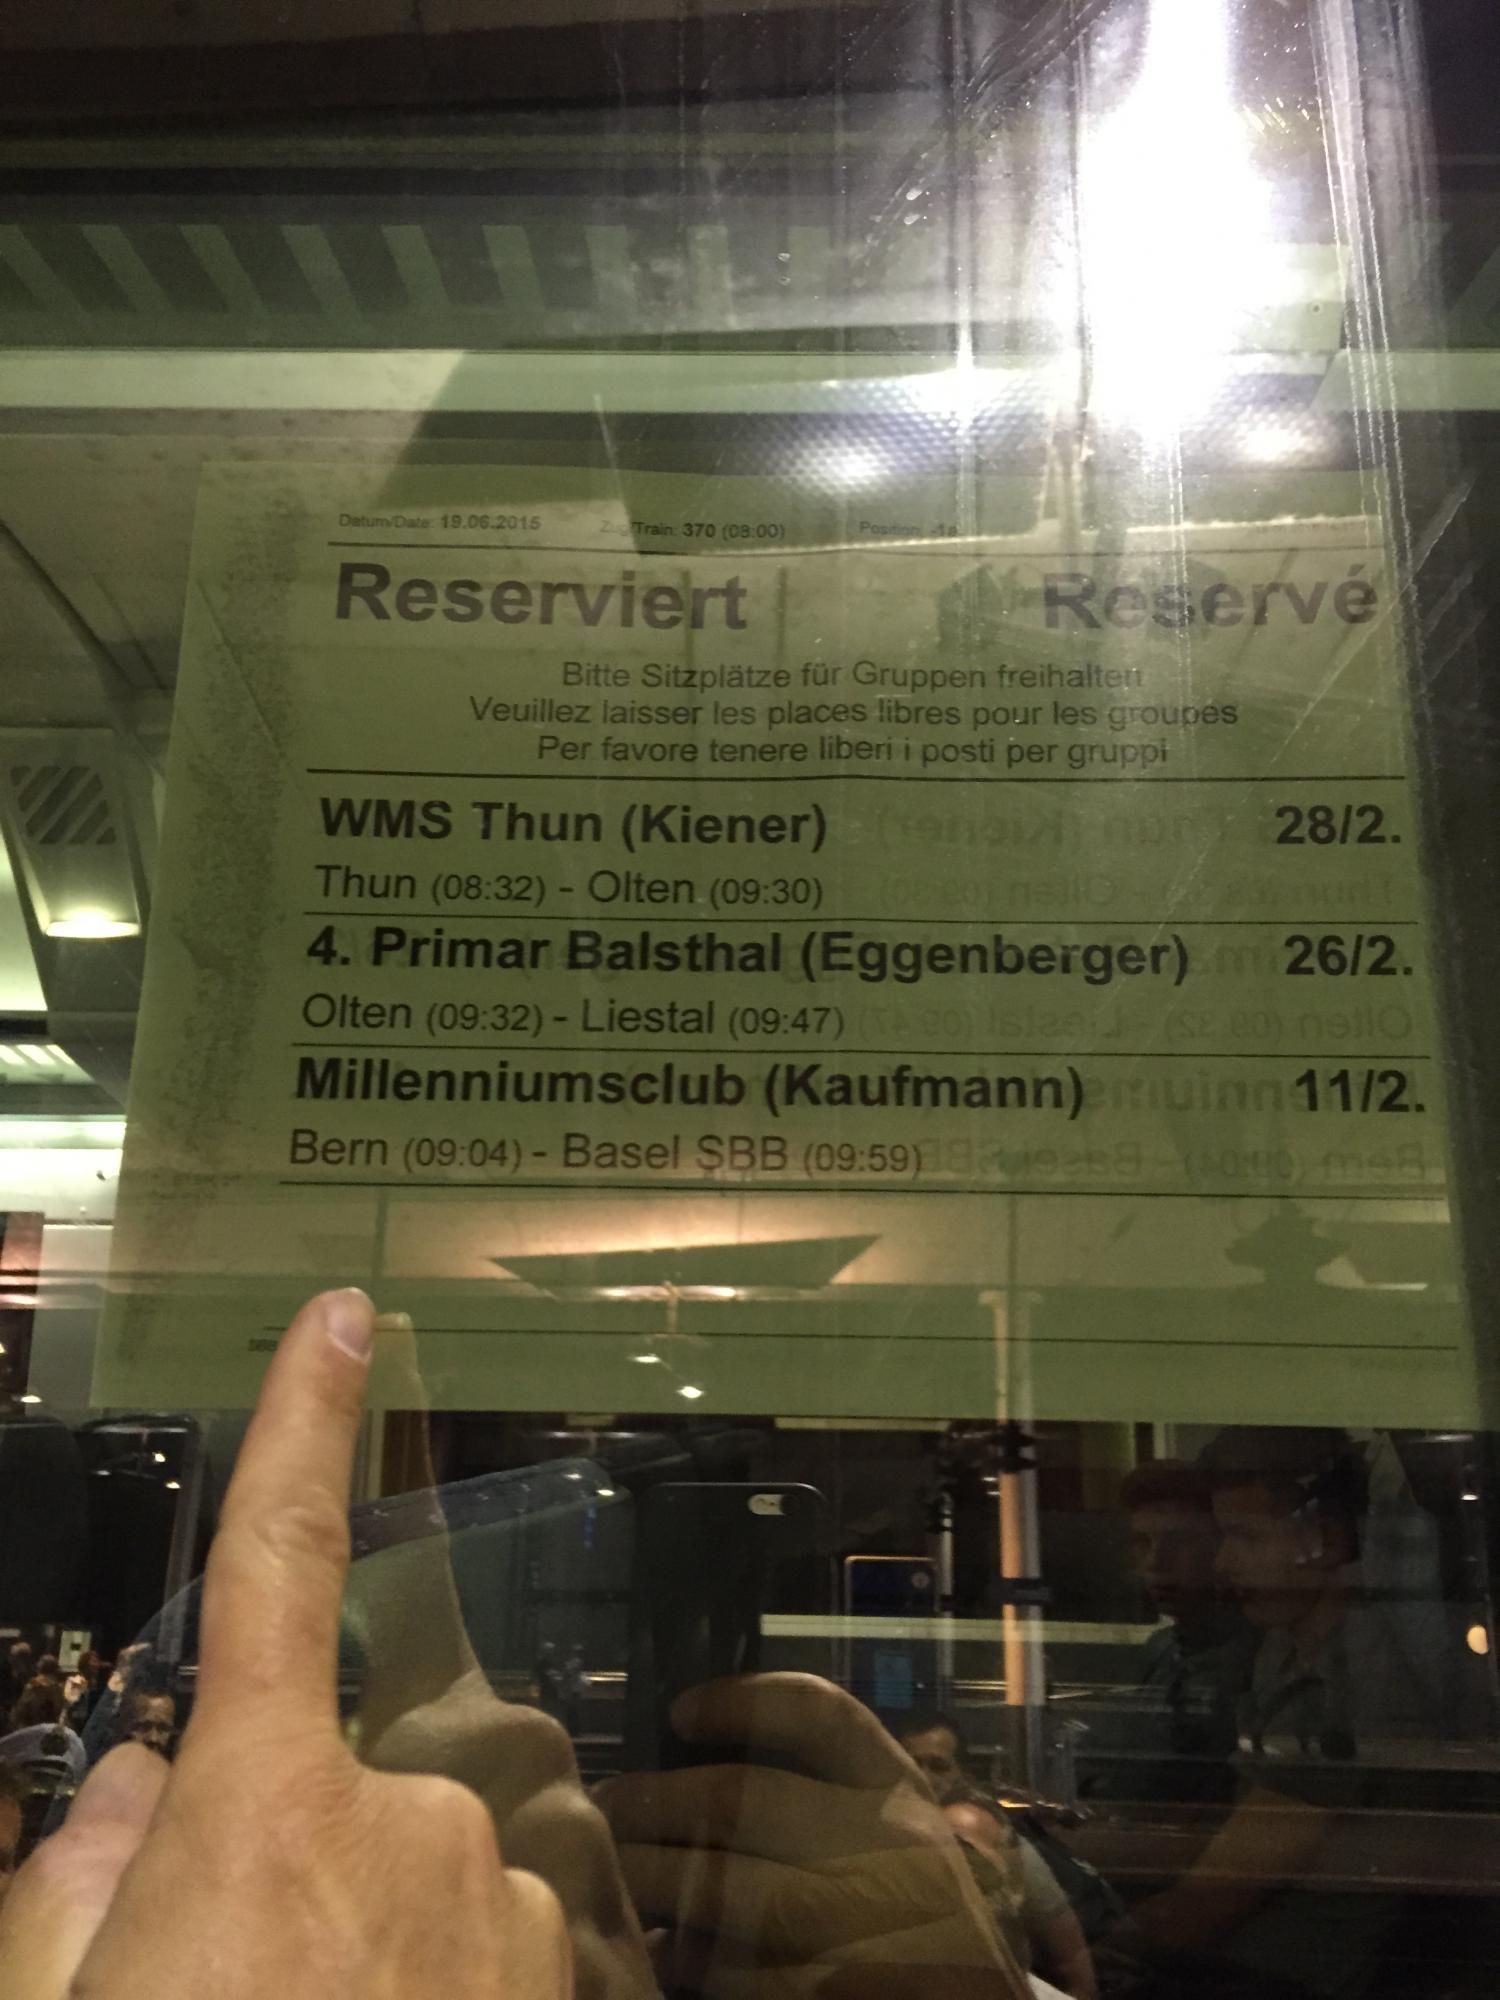 Datum/Date: 19.06.2015 Zug/Train: 370 (08:00) Position: -1a
Reserviert Reservé
Bitte Sitzplätze für Gruppen freihalten
Veuillez laisser les places libres pour les groupes
Per favore tenere liberi i posti per gruppi
WMS Thun (Kiener) 28/2.
Thun (08:32) - Olten (09:30)
4. Primar Balsthal (Eggenberger) 26/2.
Olten (09:32) - Liestal (09:47)
Millenniumsclub (Kaufmann) 11/2.
Bern (09:04) - Basel SBB (09:59)